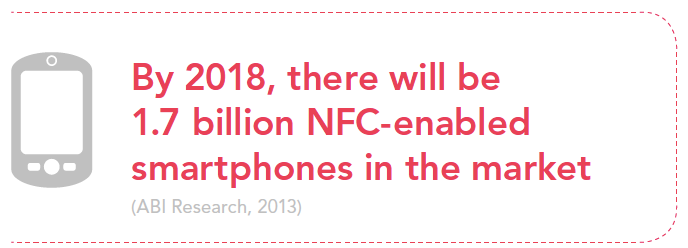 By 2018, there will be
1.7 billion NFC-enabled
smartphones in the market
(ABI Research, 2013)